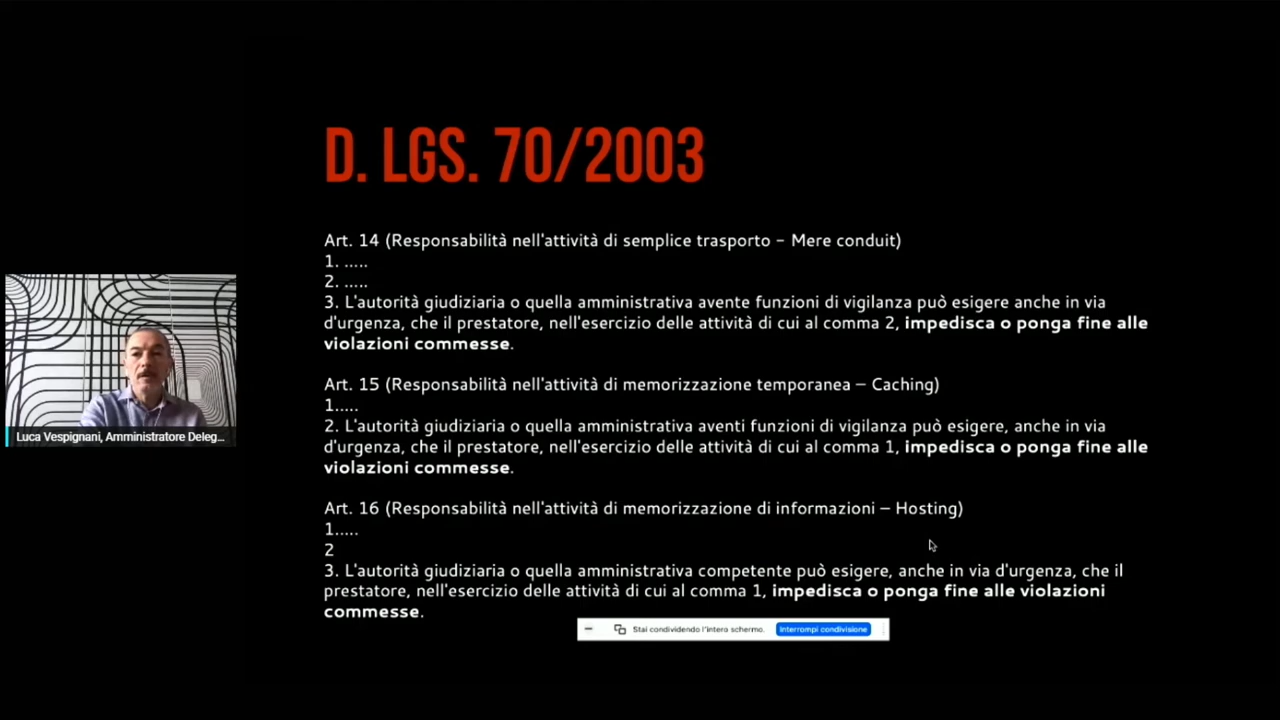 D. LGS. 70/2003
Art. 14 (Responsabilità nell'attività di semplice trasporto - Mere conduit)
1. .....
2. .....
3. L'autorità giudiziaria o quella amministrativa avente funzioni di vigilanza può esigere anche in via
d'urgenza, che il prestatore, nell'esercizio delle attività di cui al comma 2, impedisca o ponga fine alle
violazioni commesse.
Art. 15 (Responsabilità nell'attività di memorizzazione temporanea – Caching)
1.....
2. L'autorità giudiziaria o quella amministrativa aventi funzioni di vigilanza può esigere, anche in via
d'urgenza, che il prestatore, nell'esercizio delle attività di cui al comma 1, impedisca o ponga fine alle
violazioni commesse.
Art. 16 (Responsabilità nell'attività di memorizzazione di informazioni – Hosting)
1.....
2
3. L'autorità giudiziaria o quella amministrativa competente può esigere, anche in via d'urgenza, che il
prestatore, nell'esercizio delle attività di cui al comma 1, impedisca o ponga fine alle violazioni
commesse.
Luca Vespignani, Amministratore Deleg...
Stai condividendo l'intero schermo.
Interrompi condivisione